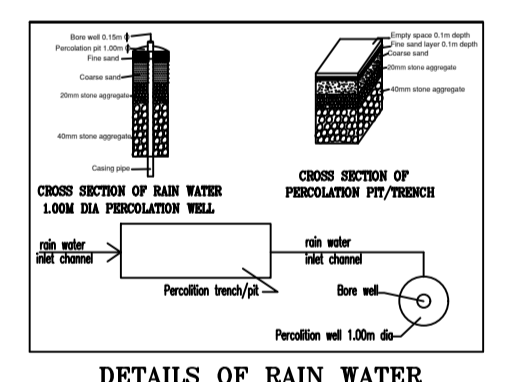 Bore well 0.15m
Percolation pit 1.00m
Fine sand
Coarse sand
20mm stone aggregate
40mm stone aggregate
Casing pipe
CROSS SECTION OF RAIN WATER
1.00M DIA PERCOLATION WELL
Empty space 0.1m depth
Fine sand layer 0.1m depth
Coarse sand
20mm stone aggregate
40mm stone aggregate
CROSS SECTION OF
PERCOLATION PIT/TRENCH
rain water
inlet channel
Percolition trench/pit
rain water
inlet channel
Bore well
Percolition well 1.00m dia
DETAILS OF RAIN WATER